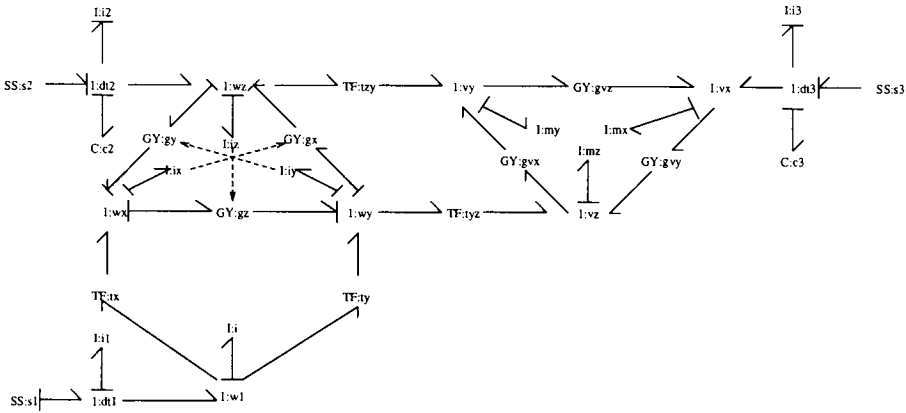 I:i2
I:i3
SS:s2
1:dt2
1:wz
TF:tzy
1:vy
GY:gvz
1:vx
1:dt3
SS:s3
I:my
I:mx
GY:gy
I:iz
GY:gx
I:mz
C:c2
I:ix
I:iy
GY:gvx
GY:gvy
C:c3
1:wx
GY:gz
1:wy
TF:tyz
1:vz
TF:tx
TF:ty
I:i
I:i1
SS:s1
1:dt1
1:w1